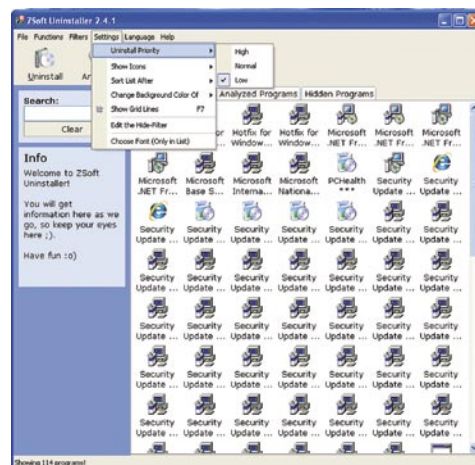 ZSoft Uninstaller 2.4.1
File Functions Filters Settings Language Help
Uninstall Priority
High
Normal
Low
Show Icons
Sort List After
Change Background Color Of
Show Grid Lines F7
Edit the Hide-Filter
Choose Font (Only in List)
Uninstall
Analyzed Programs Hidden Programs
Search:
Clear
Info
Welcome to ZSoft
Uninstaller!
You will get
information here as we
go, so keep your eyes
here ;).
Have fun :o)
Hotfix for Hotfix for Microsoft Microsoft Microsoft
Window... Window... .NET Fr... .NET Fr... .NET Fr...
Microsoft Microsoft Microsoft Microsoft PCHealth Security Security
.NET Fr... Base S... Interna... Nationa... *** Update ... Update ...
Security Security Security Security Security Security Security
Update ... Update ... Update ... Update ... Update ... Update ... Update ...
Security Security Security Security Security Security Security
Update ... Update ... Update ... Update ... Update ... Update ... Update ...
Security Security Security Security Security Security Security
Update ... Update ... Update ... Update ... Update ... Update ... Update ...
Security Security Security Security Security Security Security
Update ... Update ... Update ... Update ... Update ... Update ... Update ...
Security Security Security Security Security Security Security
Update ... Update ... Update ... Update ... Update ... Update ... Update ...
Showing 114 programs!